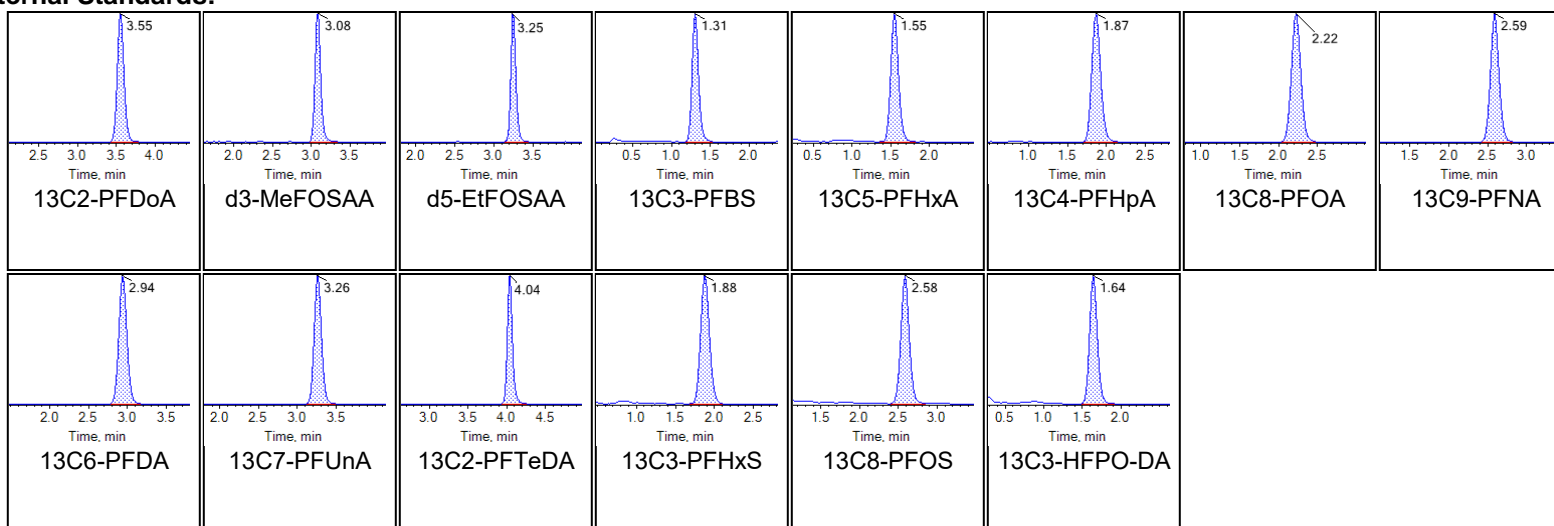 ternal Standards:
3.55
2.5 3.0 3.5 4.0
Time, min
13C2-PFDoA
3.08
2.0 2.5 3.0 3.5
Time, min
d3-MeFOSAA
3.25
2.0 2.5 3.0 3.5
Time, min
d5-EtFOSAA
1.31
0.5 1.0 1.5 2.0
Time, min
13C3-PFBS
1.55
0.5 1.0 1.5 2.0
Time, min
13C5-PFHxA
1.87
1.0 1.5 2.0 2.5
Time, min
13C4-PFHpA
2.22
1.0 1.5 2.0 2.5
Time, min
13C8-PFOA
2.59
1.5 2.0 2.5 3.0
Time, min
13C9-PFNA
2.94
2.0 2.5 3.0 3.5
Time, min
13C6-PFDA
3.26
2.0 2.5 3.0 3.5
Time, min
13C7-PFUnA
4.04
3.0 3.5 4.0 4.5
Time, min
13C2-PFTeDA
1.88
1.0 1.5 2.0 2.5
Time, min
13C3-PFHxS
2.58
1.5 2.0 2.5 3.0
Time, min
13C8-PFOS
1.64
0.5 1.0 1.5 2.0
Time, min
13C3-HFPO-DA